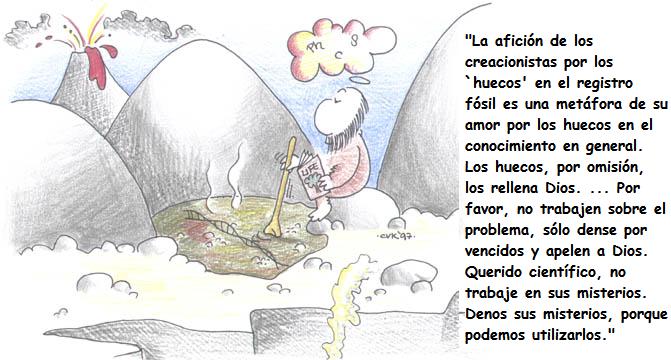 "La afición de los
creacionistas por los
`huecos' en el registro
fósil es una metáfora de su
amor por los huecos en el
conocimiento en general.
Los huecos, por omisión,
los rellena Dios. ... Por
favor, no trabajen sobre el
problema, sólo dense por
vencidos y apelen a Dios.
Querido científico, no
trabaje en sus misterios.
Denos sus misterios, porque
podemos utilizarlos."
LIFE
CVK'97.